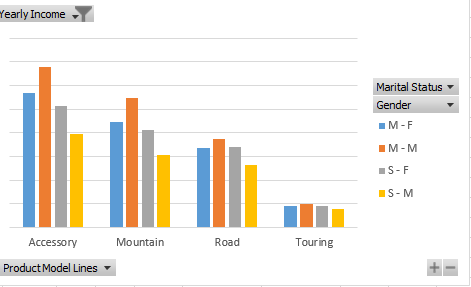 Yearly Income
Marital Status
Gender
M - F
M - M
S - F
S - M
Accessory Mountain Road Touring
Product Model Lines